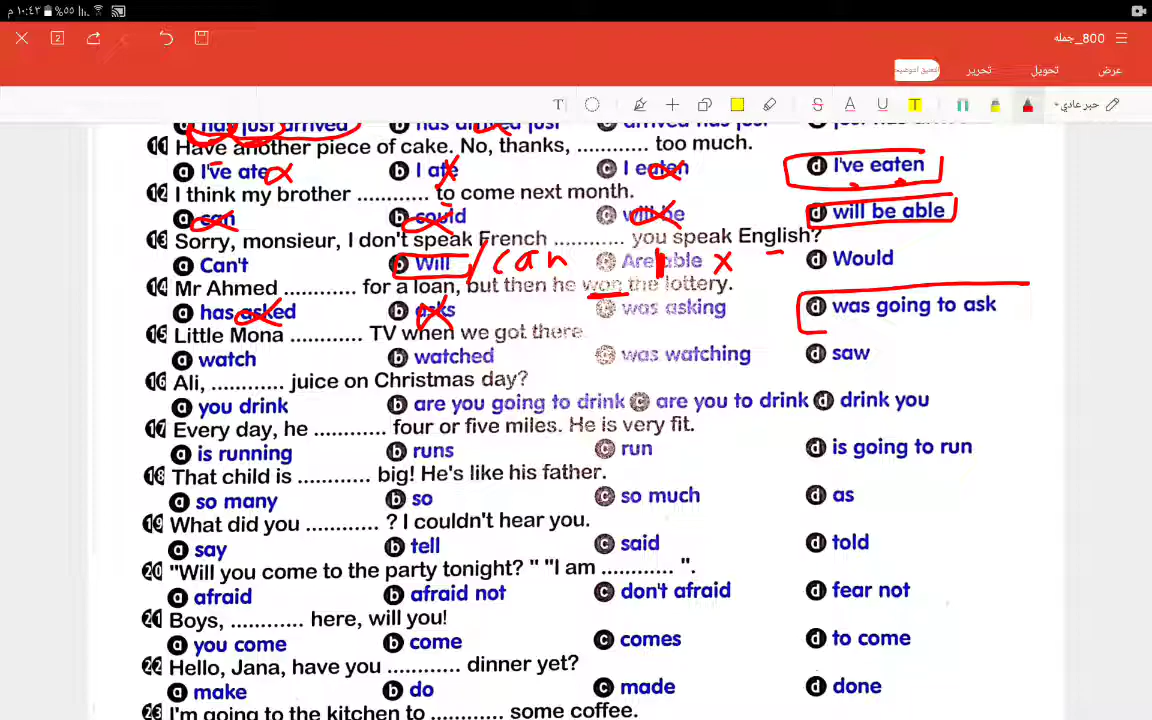 م ١٠:٤٣ %٥٥
800_جمله
عرض تحويل تحرير
حبر عادي
a has just arrived b has arrived just c arrived has just d just has
11 Have another piece of cake. No, thanks, ............ too much.
a I've ate b I ate c I eaten d I've eaten
12 I think my brother ............ to come next month.
a can b could c will be d will be able
13 Sorry, monsieur, I don't speak French ............ you speak English?
a Can't b Will / can c Are able x d Would
14 Mr Ahmed ............ for a loan, but then he won the lottery.
a has asked b asks c was asking d was going to ask
15 Little Mona ............ TV when we got there
a watch b watched c was watching d saw
16 Ali, ............ juice on Christmas day?
a you drink b are you going to drink c are you to drink d drink you
17 Every day, he ............ four or five miles. He is very fit.
a is running b runs c run d is going to run
18 That child is ............ big! He's like his father.
a so many b so c so much d as
19 What did you ............ ? I couldn't hear you.
a say b tell c said d told
20 "Will you come to the party tonight? " "I am ............ ".
a afraid b afraid not c don't afraid d fear not
21 Boys, ............ here, will you!
a you come b come c comes d to come
22 Hello, Jana, have you ............ dinner yet?
a make b do c made d done
23 I'm going to the kitchen to ............ some coffee.